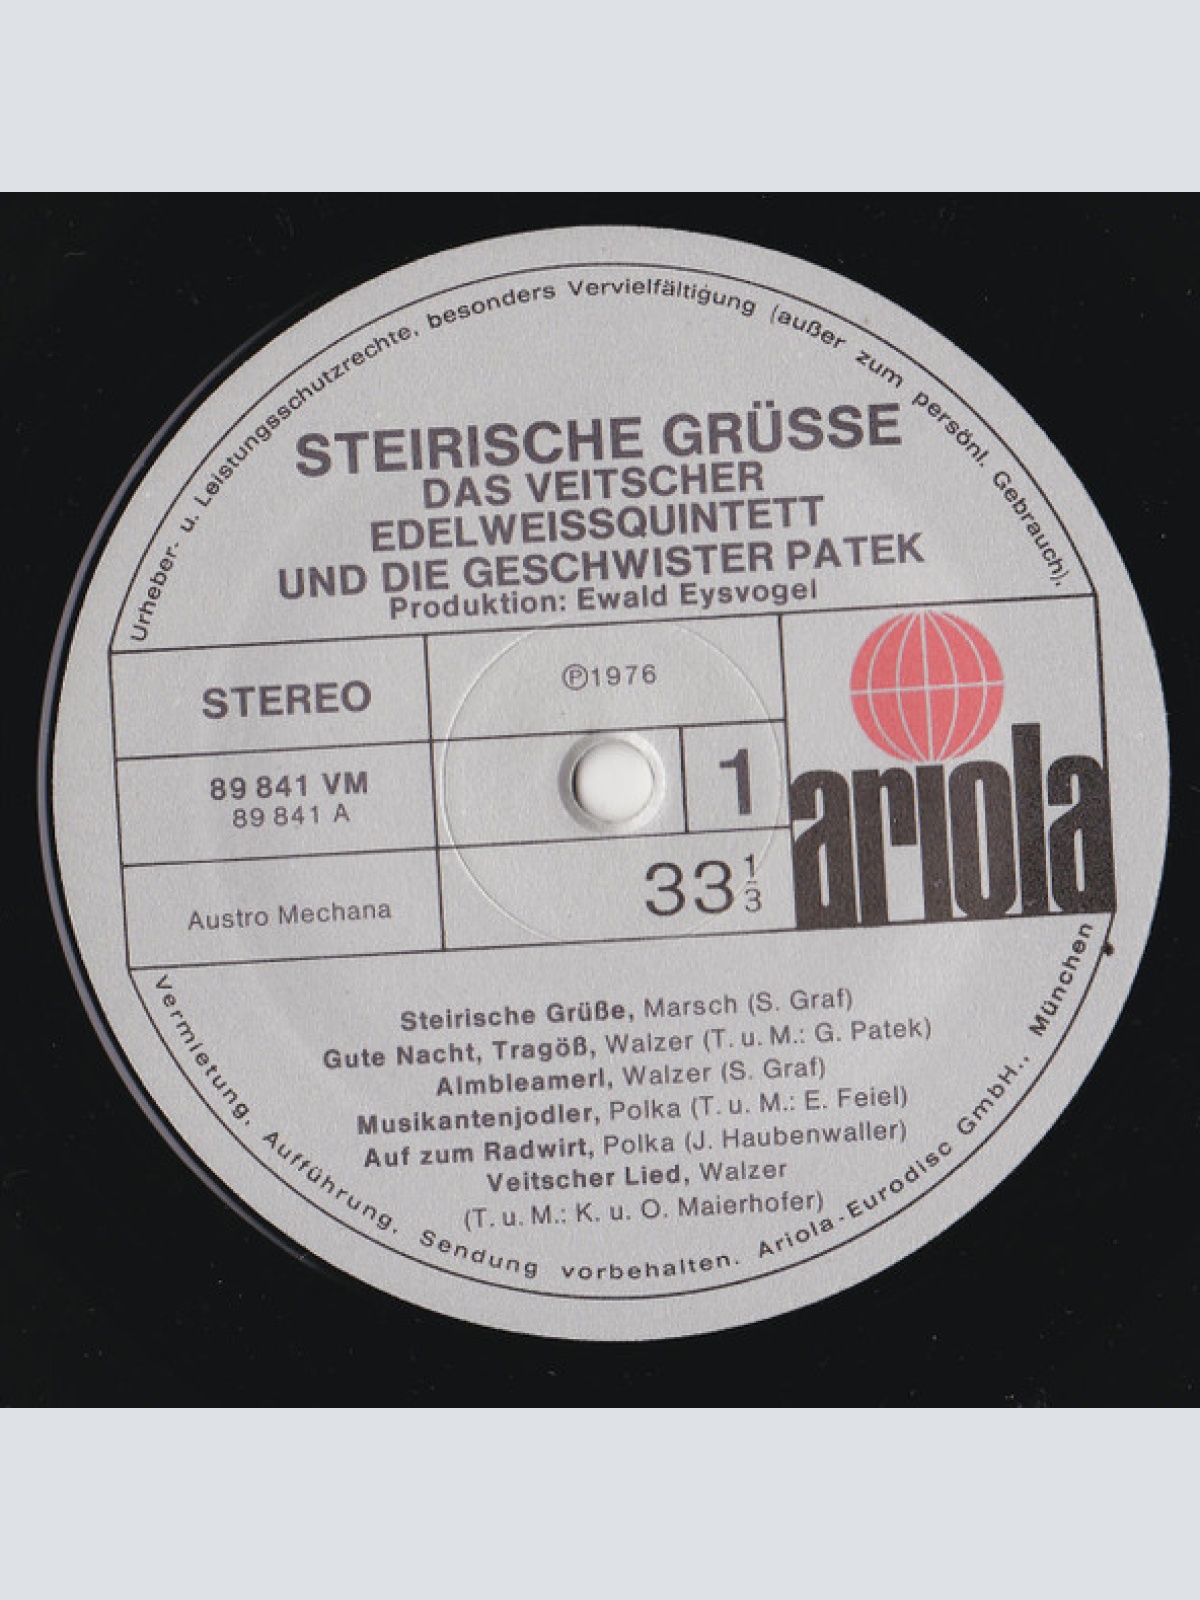 Urheber- u. Leistungsschutzrechte, besonders Vervielfältigung (außer zum persönl. Gebrauch),
STEIRISCHE GRÜSSE
DAS VEITSCHER
EDELWEISSQUINTETT
UND DIE GESCHWISTER PATEK
Produktion: Ewald Eysvogel
STEREO
Ⓟ1976
89 841 VM
89 841 A
1
ariola
Austro Mechana
33 1/3
Steirische Grüße, Marsch (S. Graf)
Gute Nacht, Tragöß, Walzer (T. u. M.: G. Patek)
Almbleamerl, Walzer (S. Graf)
Musikantenjodler, Polka (T. u. M.: E. Feiel)
Auf zum Radwirt, Polka (J. Haubenwaller)
Veitscher Lied, Walzer
(T. u. M.: K. u. O. Maierhofer)
Vermietung, Aufführung, Sendung vorbehalten. Ariola-Eurodisc GmbH., München